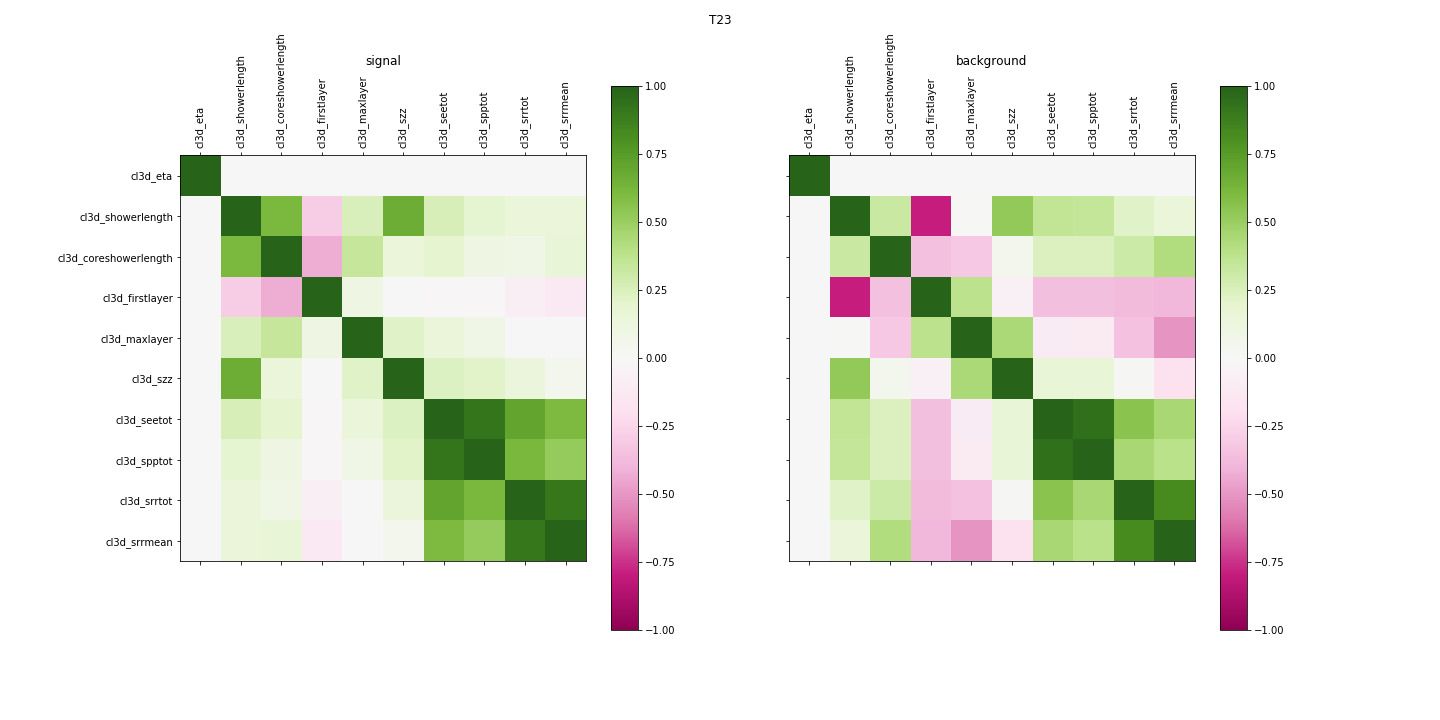 T23
signal
cl3d_eta
cl3d_showerlength
cl3d_coreshowerlength
cl3d_firstlayer
cl3d_maxlayer
cl3d_szz
cl3d_seetot
cl3d_spptot
cl3d_srrtot
cl3d_srrmean
cl3d_eta
cl3d_showerlength
cl3d_coreshowerlength
cl3d_firstlayer
cl3d_maxlayer
cl3d_szz
cl3d_seetot
cl3d_spptot
cl3d_srrtot
cl3d_srrmean
1.00
0.75
0.50
0.25
0.00
−0.25
−0.50
−0.75
−1.00
background
cl3d_eta
cl3d_showerlength
cl3d_coreshowerlength
cl3d_firstlayer
cl3d_maxlayer
cl3d_szz
cl3d_seetot
cl3d_spptot
cl3d_srrtot
cl3d_srrmean
1.00
0.75
0.50
0.25
0.00
−0.25
−0.50
−0.75
−1.00